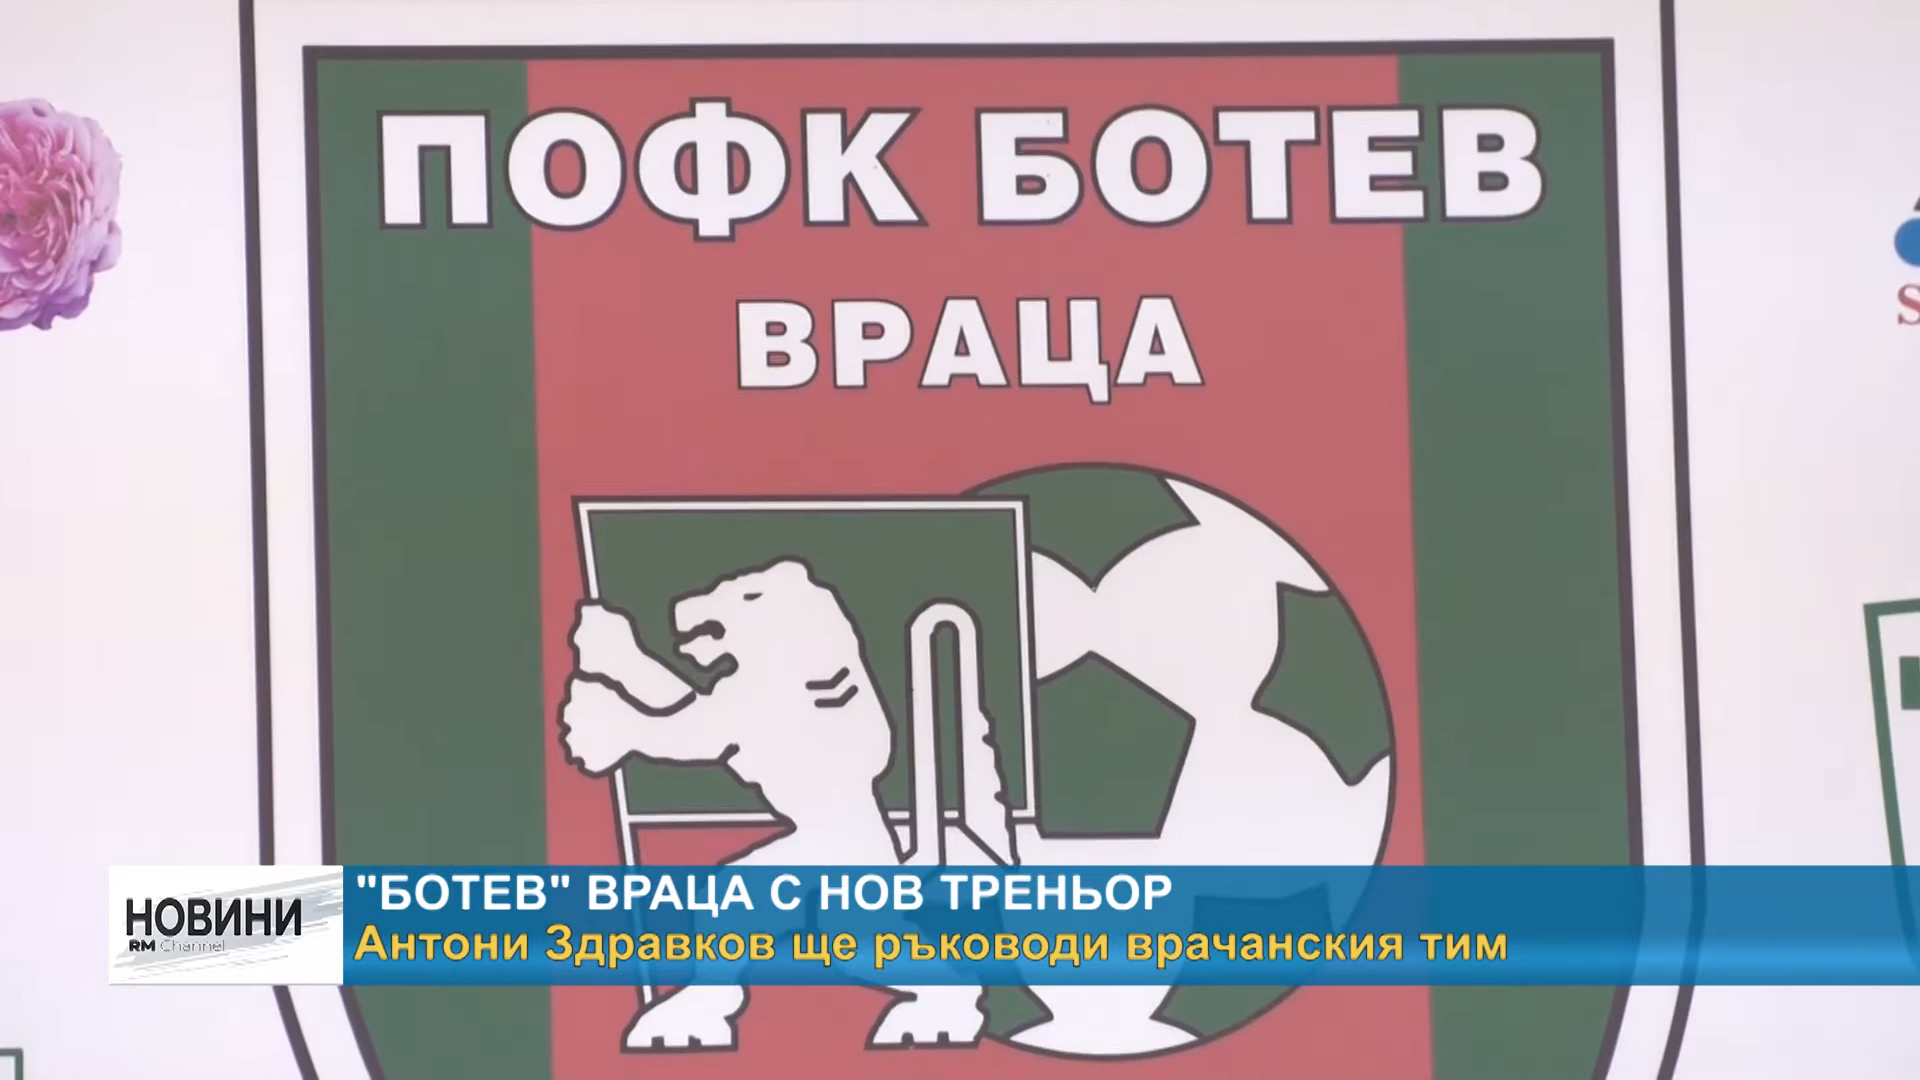 ПОФК БОТЕВ
ВРАЦА
S
НОВИНИ
RM Channel
"БОТЕВ" ВРАЦА С НОВ ТРЕНЬОР
Антони Здравков ще ръководи врачанския тим